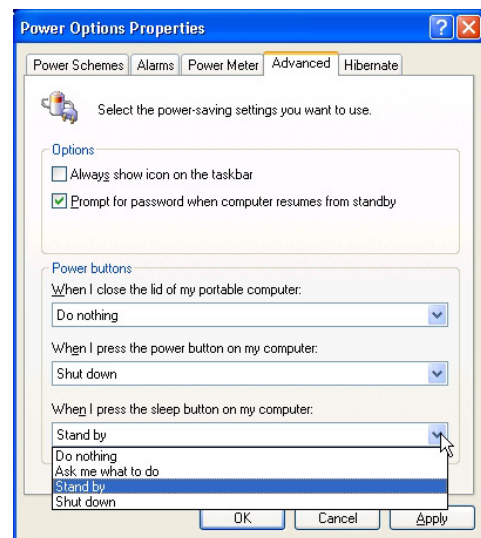 Power Options Properties
Power Schemes Alarms Power Meter Advanced Hibernate
Select the power-saving settings you want to use.
Options
Always show icon on the taskbar
Prompt for password when computer resumes from standby
Power buttons
When I close the lid of my portable computer:
Do nothing
When I press the power button on my computer:
Shut down
When I press the sleep button on my computer:
Stand by
Do nothing
Ask me what to do
Stand by
Shut down
OK Cancel Apply